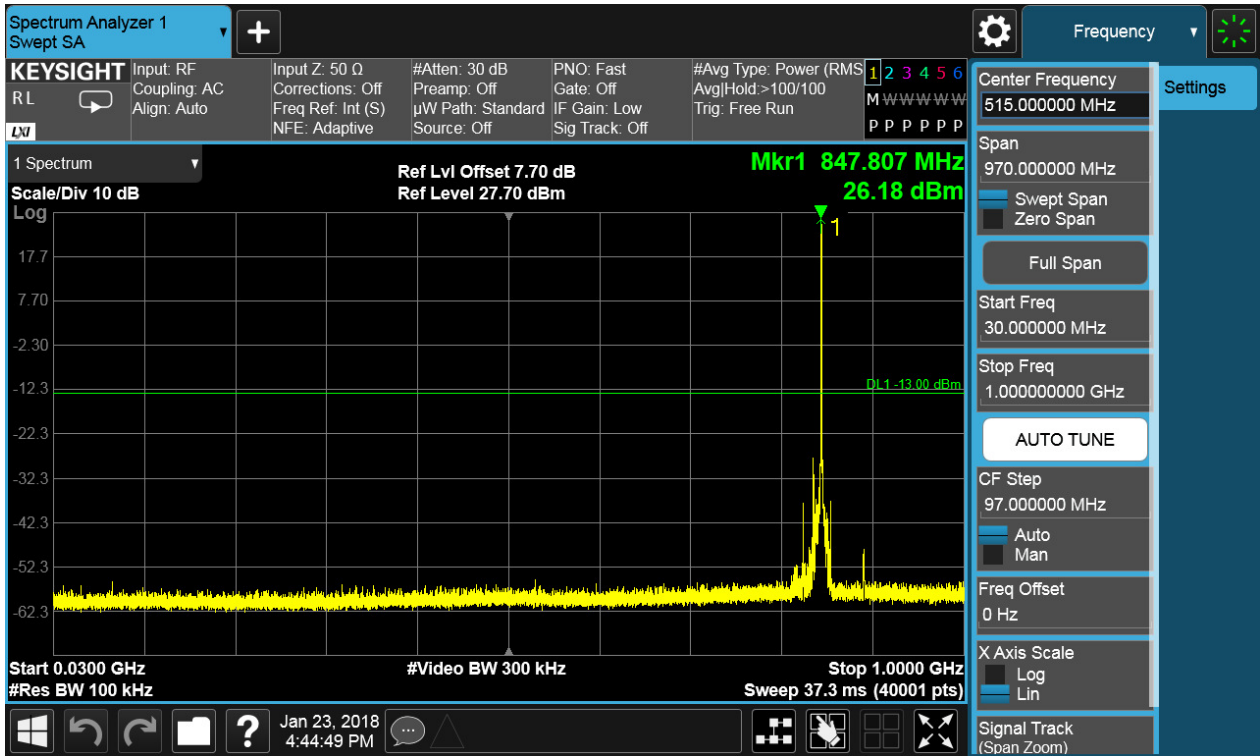 Spectrum Analyzer 1
Swept SA
Frequency
KEYSIGHT
RL
LXI
Input: RF
Coupling: AC
Align: Auto
Input Z: 50 Ω
Corrections: Off
Freq Ref: Int (S)
NFE: Adaptive
#Atten: 30 dB
Preamp: Off
µW Path: Standard
Source: Off
PNO: Fast
Gate: Off
IF Gain: Low
Sig Track: Off
#Avg Type: Power (RMS
Avg|Hold:>100/100
Trig: Free Run
1 2 3 4 5 6
M W W W W W
P P P P P P
1 Spectrum
Scale/Div 10 dB
Log
Ref Lvl Offset 7.70 dB
Ref Level 27.70 dBm
Mkr1 847.807 MHz
26.18 dBm
1
17.7
7.70
-2.30
-12.3
-22.3
-32.3
-42.3
-52.3
-62.3
DL1 -13.00 dBm
Start 0.0300 GHz
#Res BW 100 kHz
#Video BW 300 kHz
Stop 1.0000 GHz
Sweep 37.3 ms (40001 pts)
Center Frequency
515.000000 MHz
Span
970.000000 MHz
Swept Span
Zero Span
Full Span
Start Freq
30.000000 MHz
Stop Freq
1.000000000 GHz
AUTO TUNE
CF Step
97.000000 MHz
Auto
Man
Freq Offset
0 Hz
X Axis Scale
Log
Lin
Signal Track
(Span Zoom)
Settings
?
Jan 23, 2018
4:44:49 PM